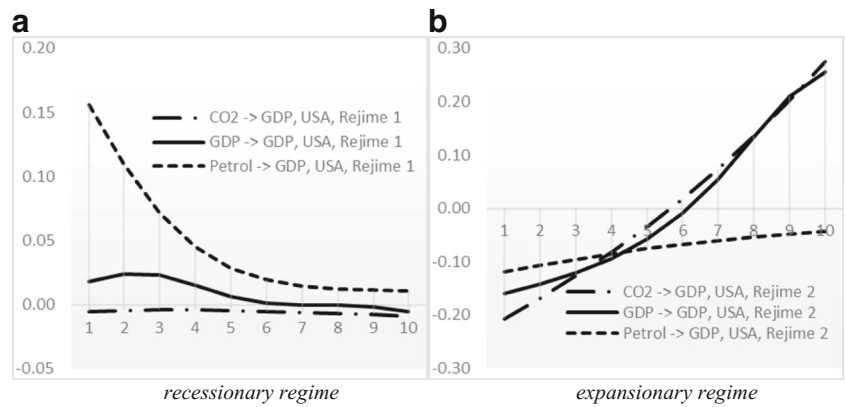 a
0.20
0.15
0.10
0.05
0.00
-0.05
CO2 -> GDP, USA, Rejime 1
GDP -> GDP, USA, Rejime 1
Petrol -> GDP, USA, Rejime 1
1 2 3 4 5 6 7 8 9 10
recessionary regime
b
0.30
0.20
0.10
0.00
-0.10
-0.20
-0.30
1 2 3 4 5 6 7 8 9 10
CO2 -> GDP, USA, Rejime 2
GDP -> GDP, USA, Rejime 2
Petrol -> GDP, USA, Rejime 2
expansionary regime